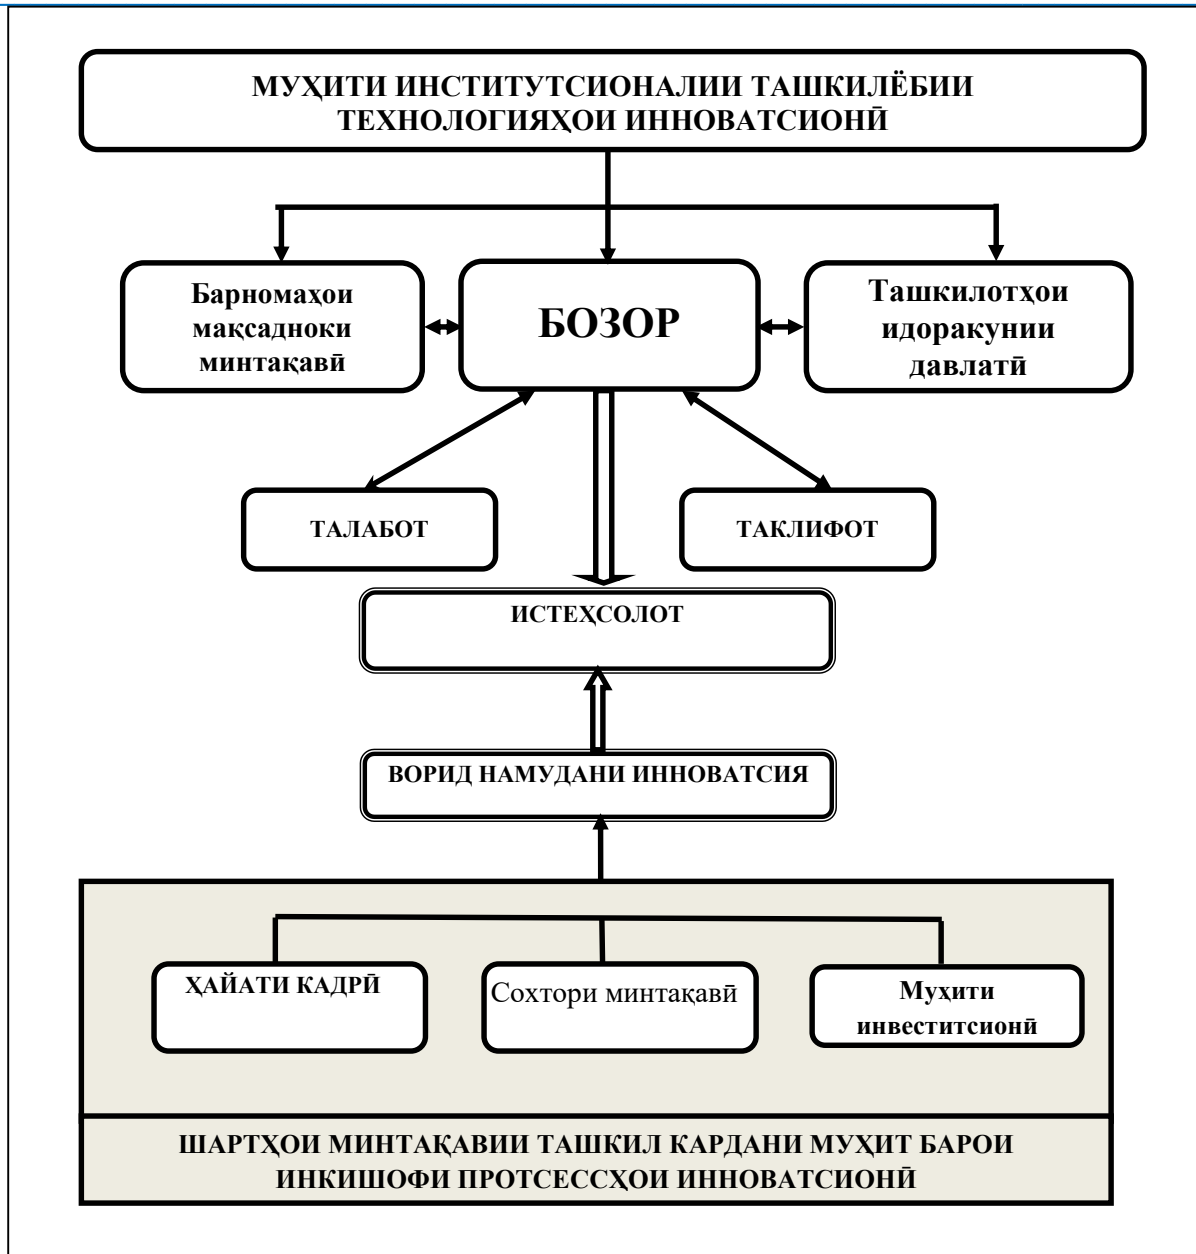 МУҲИТИ ИНСТИТУТСИОНАЛИИ ТАШКИЛЁБИИ
ТЕХНОЛОГИЯҲОИ ИННОВАТСИОНӢ
Барномаҳои
мақсадноки
минтақавӣ
БОЗОР
Ташкилотҳои
идоракунии
давлатӣ
ТАЛАБОТ
ТАКЛИФОТ
ИСТЕҲСОЛОТ
ВОРИД НАМУДАНИ ИННОВАТСИЯ
ҲАЙАТИ КАДРӢ
Сохтори минтақавӣ
Муҳити
инвеститсионӣ
ШАРТҲОИ МИНТАҚАВИИ ТАШКИЛ КАРДАНИ МУҲИТ БАРОИ
ИНКИШОФИ ПРОТСЕССҲОИ ИННОВАТСИОНӢ